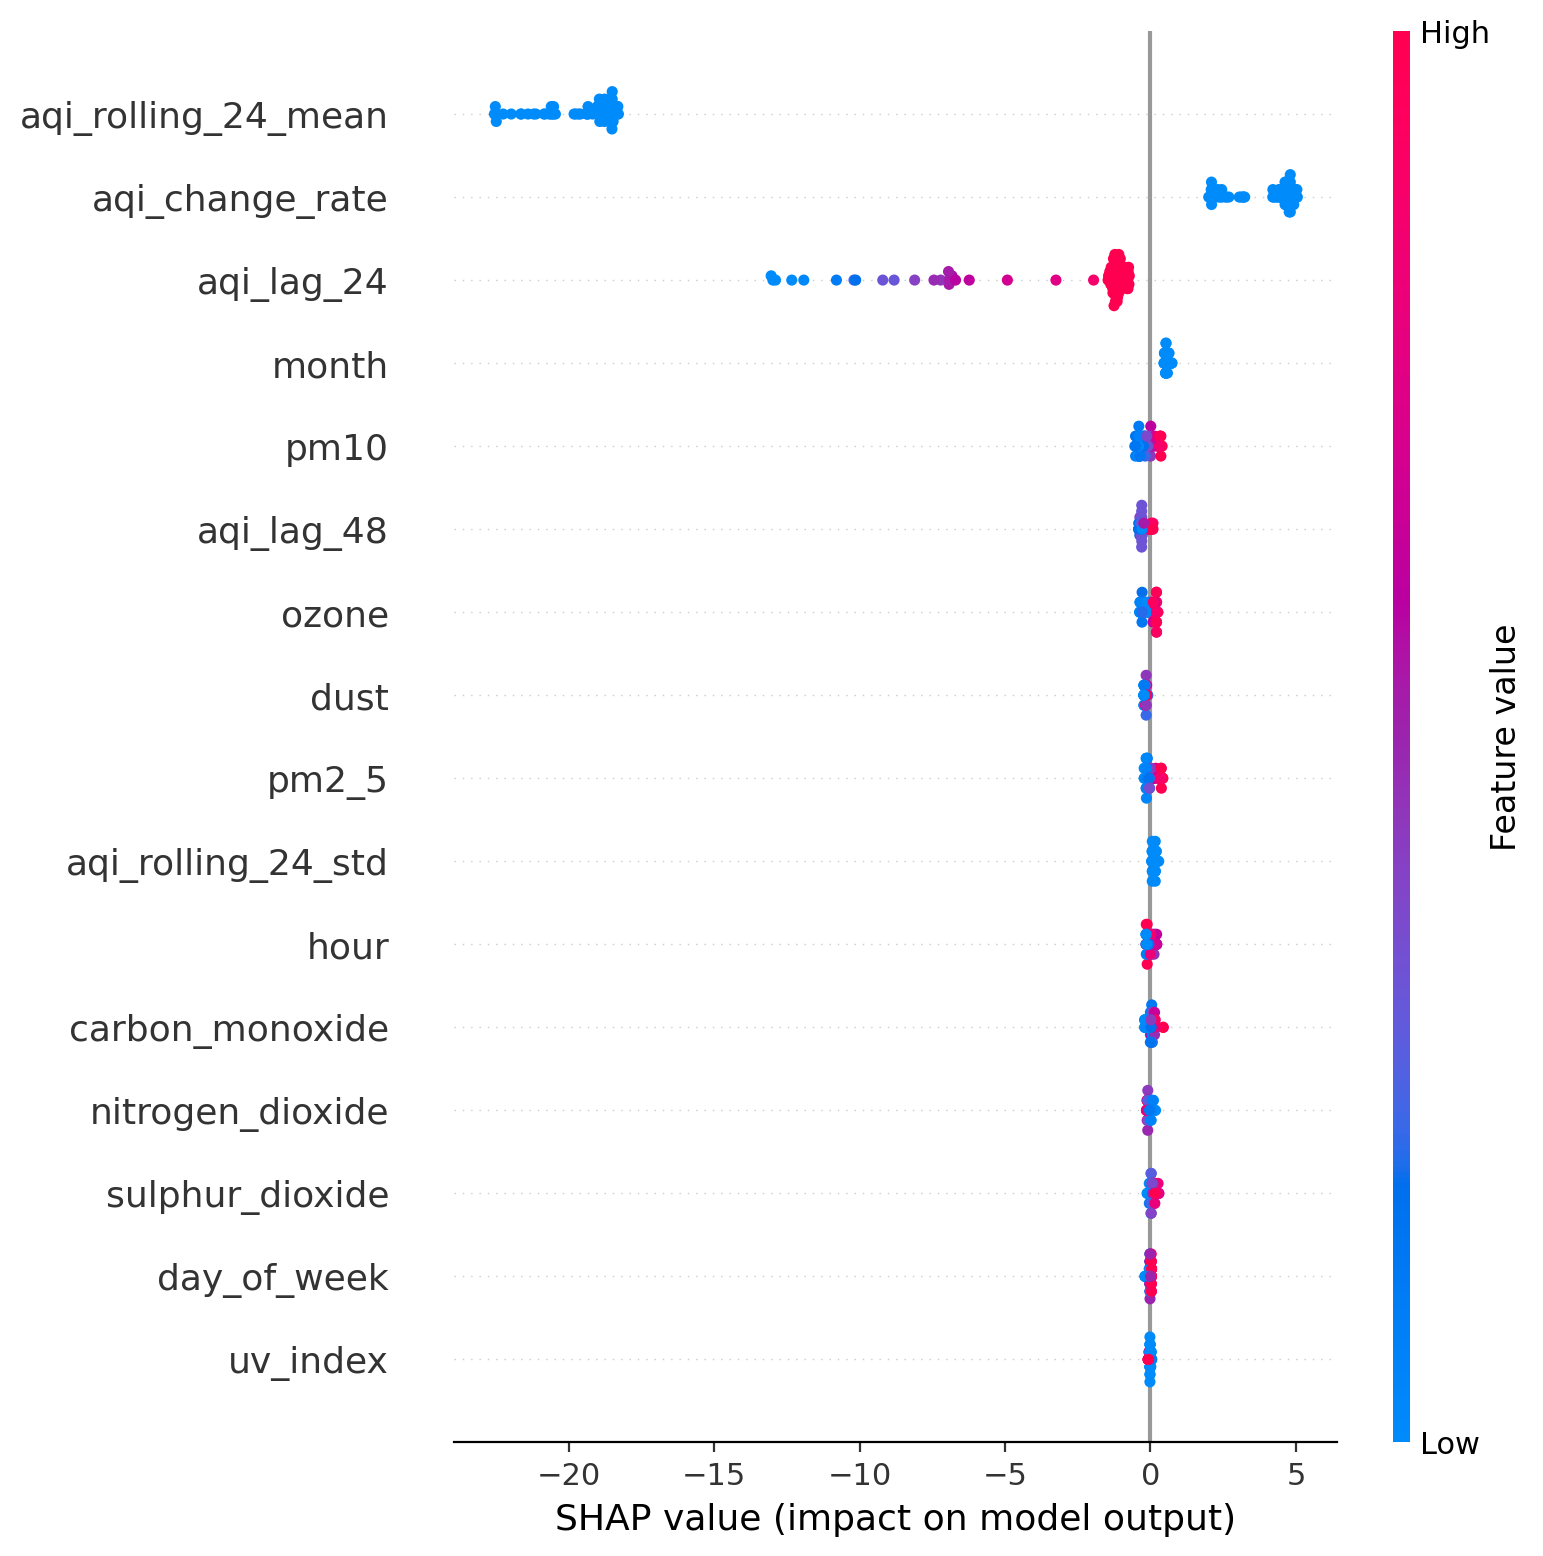 High
aqi_rolling_24_mean
aqi_change_rate
aqi_lag_24
month
pm10
aqi_lag_48
ozone
dust
pm2_5
aqi_rolling_24_std
hour
carbon_monoxide
nitrogen_dioxide
sulphur_dioxide
day_of_week
uv_index
Feature value
Low
−20 −15 −10 −5 0 5
SHAP value (impact on model output)